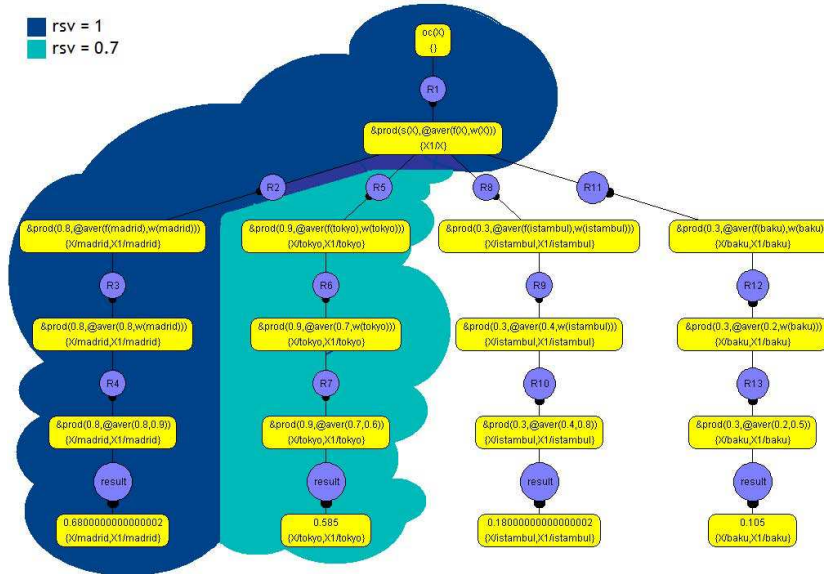 rsv = 1
rsv = 0.7
oc(X)
{}
R1
&prod(s(X),@aver(f(X),w(X)))
{X1/X}
R2
R5
R8
R11
&prod(0.8,@aver(f(madrid),w(madrid)))
{X/madrid,X1/madrid}
&prod(0.9,@aver(f(tokyo),w(tokyo)))
{X/tokyo,X1/tokyo}
&prod(0.3,@aver(f(istambul),w(istambul)))
{X/istambul,X1/istambul}
&prod(0.3,@aver(f(baku),w(baku)
{X/baku,X1/baku}
R3
R6
R9
R12
&prod(0.8,@aver(0.8,w(madrid)))
{X/madrid,X1/madrid}
&prod(0.9,@aver(0.7,w(tokyo)))
{X/tokyo,X1/tokyo}
&prod(0.3,@aver(0.4,w(istambul)))
{X/istambul,X1/istambul}
&prod(0.3,@aver(0.2,w(baku)))
{X/baku,X1/baku}
R4
R7
R10
R13
&prod(0.8,@aver(0.8,0.9))
{X/madrid,X1/madrid}
&prod(0.9,@aver(0.7,0.6))
{X/tokyo,X1/tokyo}
&prod(0.3,@aver(0.4,0.8))
{X/istambul,X1/istambul}
&prod(0.3,@aver(0.2,0.5))
{X/baku,X1/baku}
result
result
result
result
0.6800000000000002
{X/madrid,X1/madrid}
0.585
{X/tokyo,X1/tokyo}
0.18000000000000002
{X/istambul,X1/istambul}
0.105
{X/baku,X1/baku}